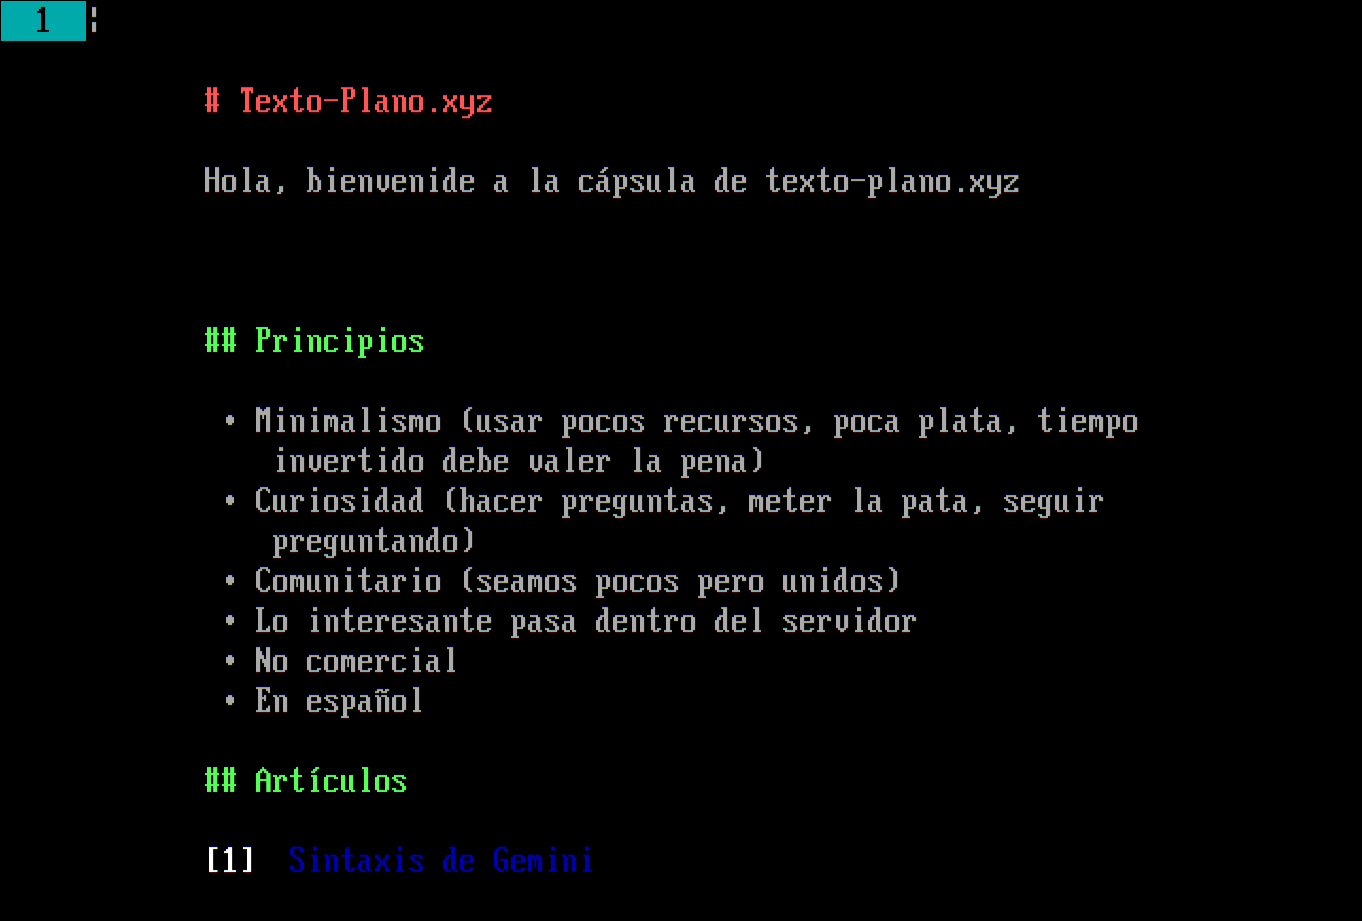 1
# Texto-Plano.xyz
Hola, bienvenide a la cápsula de texto-plano.xyz
## Principios
• Minimalismo (usar pocos recursos, poca plata, tiempo
invertido debe valer la pena)
• Curiosidad (hacer preguntas, meter la pata, seguir
preguntando)
• Comunitario (seamos pocos pero unidos)
• Lo interesante pasa dentro del servidor
• No comercial
• En español
## Artículos
[1] Sintaxis de Gemini